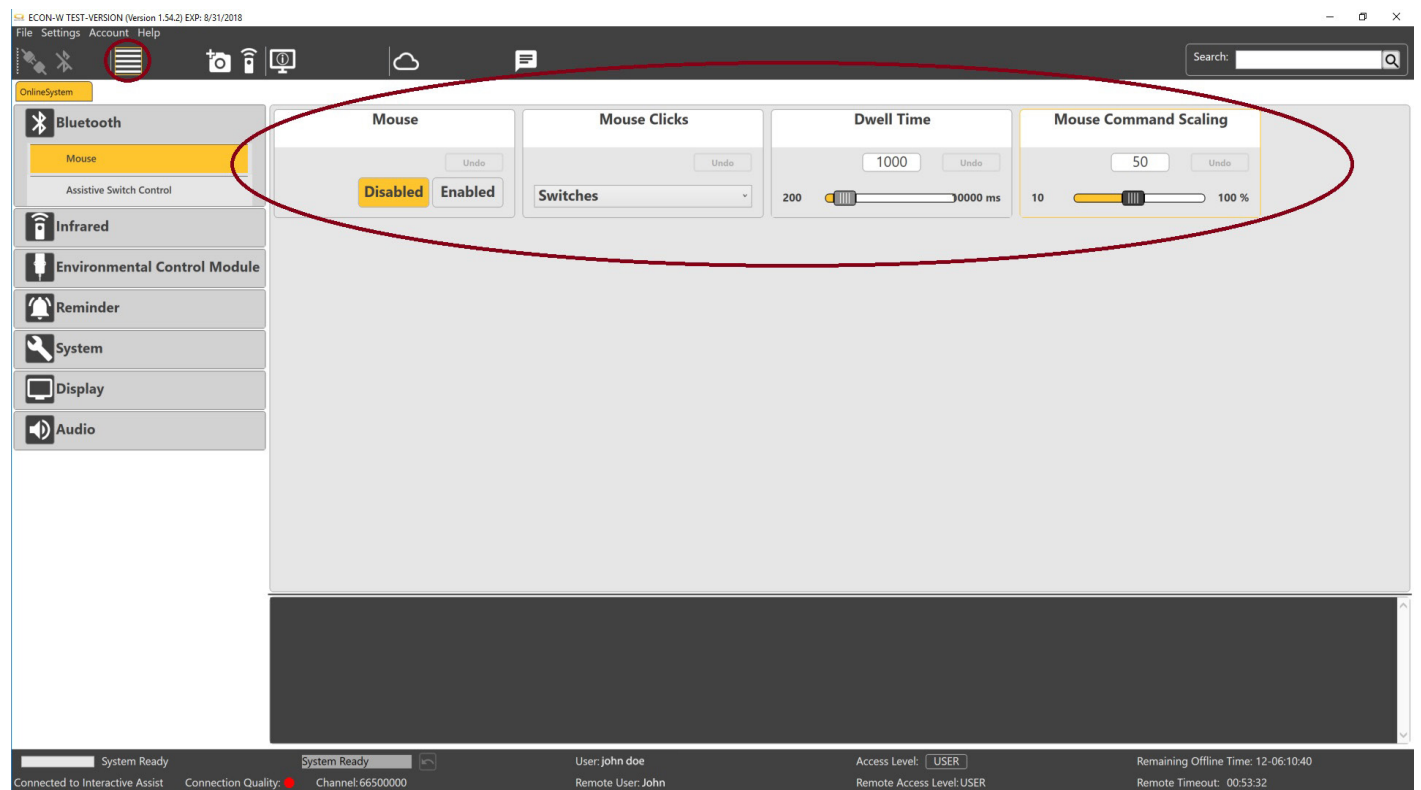 ECON-W TEST-VERSION (Version 1.54.2) EXP: 8/31/2018
File Settings Account Help
Search:
OnlineSystem
Bluetooth
Mouse
Assistive Switch Control
Infrared
Environmental Control Module
Reminder
System
Display
Audio
Mouse
Undo
Disabled Enabled
Mouse Clicks
Undo
Switches
Dwell Time
1000 Undo
200 10000 ms
Mouse Command Scaling
50 Undo
10 100 %
System Ready System Ready User: john doe Access Level: USER Remaining Offline Time: 12-06:10:40
Connected to Interactive Assist Connection Quality: Channel: 66500000 Remote User: John Remote Access Level: USER Remote Timeout: 00:53:32